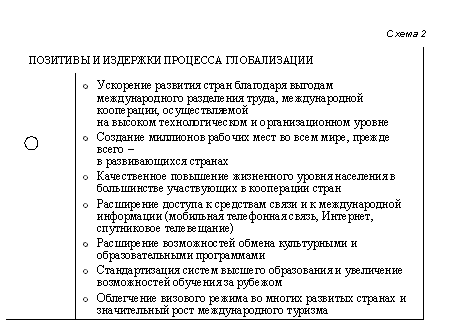 Схема 2
ПОЗИТИВЫ И ИЗДЕРЖКИ ПРОЦЕССА ГЛОБАЛИЗАЦИИ
Ускорение развития стран благодаря выгодам
международного разделения труда, международной
кооперации, осуществляемой
на высоком технологическом и организационном уровне
Создание миллионов рабочих мест во всем мире, прежде
всего –
в развивающихся странах
Качественное повышение жизненного уровня населения в
большинстве участвующих в кооперации стран
Расширение доступа к средствам связи и к международной
информации (мобильная телефонная связь, Интернет,
спутниковое телевещание)
Расширение возможностей обмена культурными и
образовательными программами
Стандартизация систем высшего образования и увеличение
возможностей обучения за рубежом
Облегчение визового режима во многих развитых странах и
значительный рост международного туризма